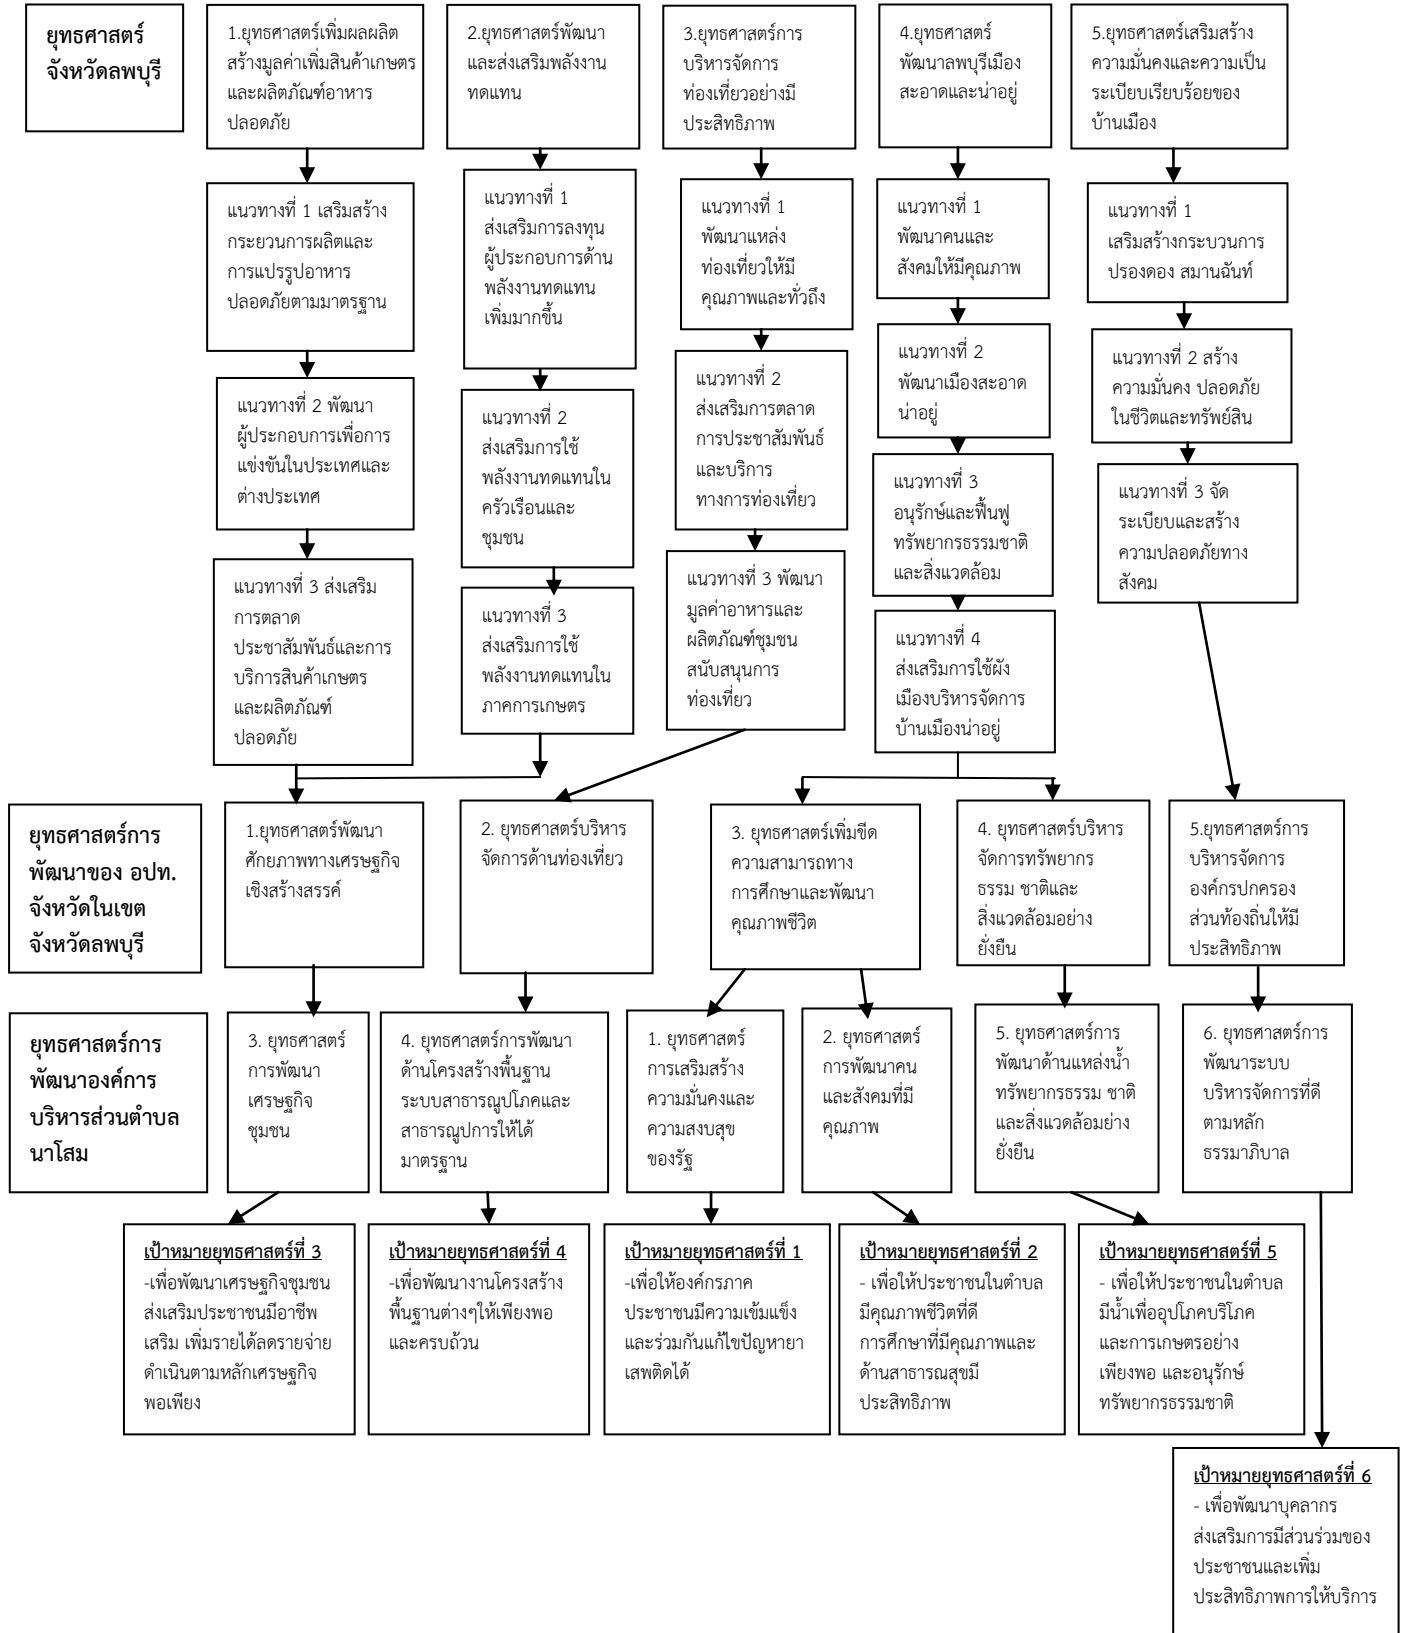 ยุทธศาสตร์
จังหวัดลพบุรี
1.ยุทธศาสตร์เพิ่มผลผลิต
สร้างมูลค่าเพิ่มสินค้าเกษตร
และผลิตภัณฑ์อาหาร
ปลอดภัย
2.ยุทธศาสตร์พัฒนา
และส่งเสริมพลังงาน
ทดแทน
3.ยุทธศาสตร์การ
บริหารจัดการ
ท่องเที่ยวอย่างมี
ประสิทธิภาพ
4.ยุทธศาสตร์
พัฒนาลพบุรีเมือง
สะอาดและน่าอยู่
5.ยุทธศาสตร์เสริมสร้าง
ความมั่นคงและความเป็น
ระเบียบเรียบร้อยของ
บ้านเมือง
แนวทางที่ 1 เสริมสร้าง
กระยวนการผลิตและ
การแปรรูปอาหาร
ปลอดภัยตามมาตรฐาน
แนวทางที่ 1
ส่งเสริมการลงทุน
ผู้ประกอบการด้าน
พลังงานทดแทน
เพิ่มมากขึ้น
แนวทางที่ 1
พัฒนาแหล่ง
ท่องเที่ยวให้มี
คุณภาพและทั่วถึง
แนวทางที่ 1
พัฒนาคนและ
สังคมให้มีคุณภาพ
แนวทางที่ 1
เสริมสร้างกระบวนการ
ปรองดอง สมานฉันท์
แนวทางที่ 2 พัฒนา
ผู้ประกอบการเพื่อการ
แข่งขันในประเทศและ
ต่างประเทศ
แนวทางที่ 2
ส่งเสริมการใช้
พลังงานทดแทนใน
ครัวเรือนและ
ชุมชน
แนวทางที่ 2
ส่งเสริมการตลาด
การประชาสัมพันธ์
และบริการ
ทางการท่องเที่ยว
แนวทางที่ 2
พัฒนาเมืองสะอาด
น่าอยู่
แนวทางที่ 2 สร้าง
ความมั่นคง ปลอดภัย
ในชีวิตและทรัพย์สิน
แนวทางที่ 3 ส่งเสริม
การตลาด
ประชาสัมพันธ์และการ
บริการสินค้าเกษตร
และผลิตภัณฑ์
ปลอดภัย
แนวทางที่ 3
ส่งเสริมการใช้
พลังงานทดแทนใน
ภาคการเกษตร
แนวทางที่ 3 พัฒนา
มูลค่าอาหารและ
ผลิตภัณฑ์ชุมชน
สนับสนุนการ
ท่องเที่ยว
แนวทางที่ 3
อนุรักษ์และฟื้นฟู
ทรัพยากรธรรมชาติ
และสิ่งแวดล้อม
แนวทางที่ 3 จัด
ระเบียบและสร้าง
ความปลอดภัยทาง
สังคม
แนวทางที่ 4
ส่งเสริมการใช้ผัง
เมืองบริหารจัดการ
บ้านเมืองน่าอยู่
ยุทธศาสตร์การ
พัฒนาของ อปท.
จังหวัดในเขต
จังหวัดลพบุรี
1.ยุทธศาสตร์พัฒนา
ศักยภาพทางเศรษฐกิจ
เชิงสร้างสรรค์
2. ยุทธศาสตร์บริหาร
จัดการด้านท่องเที่ยว
3. ยุทธศาสตร์เพิ่มขีด
ความสามารถทาง
การศึกษาและพัฒนา
คุณภาพชีวิต
4. ยุทธศาสตร์บริหาร
จัดการทรัพยากร
ธรรม ชาติและ
สิ่งแวดล้อมอย่าง
ยั่งยืน
5.ยุทธศาสตร์การ
บริหารจัดการ
องค์กรปกครอง
ส่วนท้องถิ่นให้มี
ประสิทธิภาพ
ยุทธศาสตร์การ
พัฒนาองค์การ
บริหารส่วนตำบล
นาโสม
3. ยุทธศาสตร์
การพัฒนา
เศรษฐกิจ
ชุมชน
4. ยุทธศาสตร์การพัฒนา
ด้านโครงสร้างพื้นฐาน
ระบบสาธารณูปโภคและ
สาธารณูปการให้ได้
มาตรฐาน
1. ยุทธศาสตร์
การเสริมสร้าง
ความมั่นคงและ
ความสงบสุข
ของรัฐ
2. ยุทธศาสตร์
การพัฒนาคน
และสังคมที่มี
คุณภาพ
5. ยุทธศาสตร์การ
พัฒนาด้านแหล่งน้ำ
ทรัพยากรธรรม ชาติ
และสิ่งแวดล้อมย่าง
ยั่งยืน
6. ยุทธศาสตร์การ
พัฒนาระบบ
บริหารจัดการที่ดี
ตามหลัก
ธรรมาภิบาล
เป้าหมายยุทธศาสตร์ที่ 3
-เพื่อพัฒนาเศรษฐกิจชุมชน
ส่งเสริมประชาชนมีอาชีพ
เสริม เพิ่มรายได้ลดรายจ่าย
ดำเนินตามหลักเศรษฐกิจ
พอเพียง
เป้าหมายยุทธศาสตร์ที่ 4
-เพื่อพัฒนางานโครงสร้าง
พื้นฐานต่างๆให้เพียงพอ
และครบถ้วน
เป้าหมายยุทธศาสตร์ที่ 1
-เพื่อให้องค์กรภาค
ประชาชนมีความเข้มแข็ง
และร่วมกันแก้ไขปัญหายา
เสพติดได้
เป้าหมายยุทธศาสตร์ที่ 2
- เพื่อให้ประชาชนในตำบล
มีคุณภาพชีวิตที่ดี
การศึกษาที่มีคุณภาพและ
ด้านสาธารณสุขมี
ประสิทธิภาพ
เป้าหมายยุทธศาสตร์ที่ 5
- เพื่อให้ประชาชนในตำบล
มีน้ำเพื่ออุปโภคบริโภค
และการเกษตรอย่าง
เพียงพอ และอนุรักษ์
ทรัพยากรธรรมชาติ
เป้าหมายยุทธศาสตร์ที่ 6
- เพื่อพัฒนาบุคลากร
ส่งเสริมการมีส่วนร่วมของ
ประชาชนและเพิ่ม
ประสิทธิภาพการให้บริการ